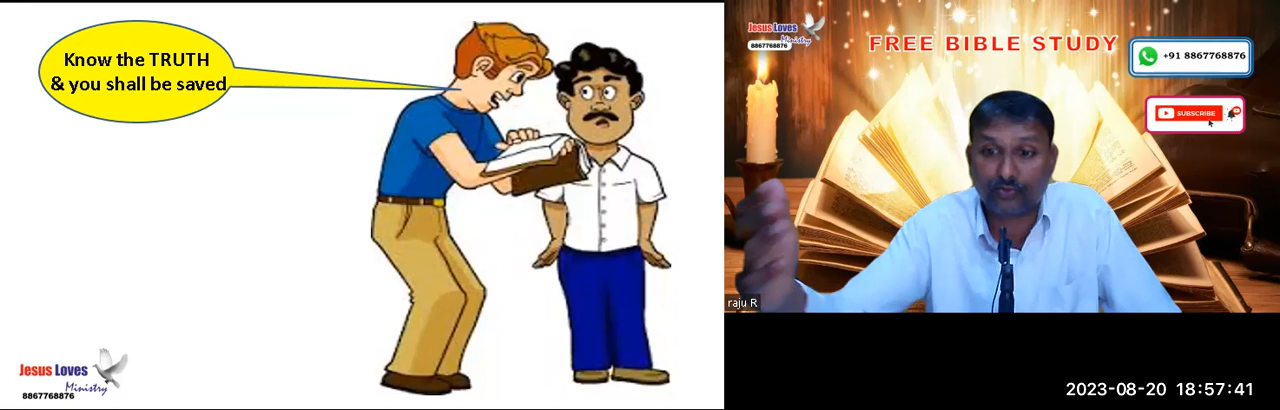 Know the TRUTH
& you shall be saved
Jesus Loves
Ministry
8867768876
Jesus Loves
Ministry
8867768876
FREE BIBLE STUDY
+91 8867768876
SUBSCRIBE
raju R
2023-08-20 18:57:41